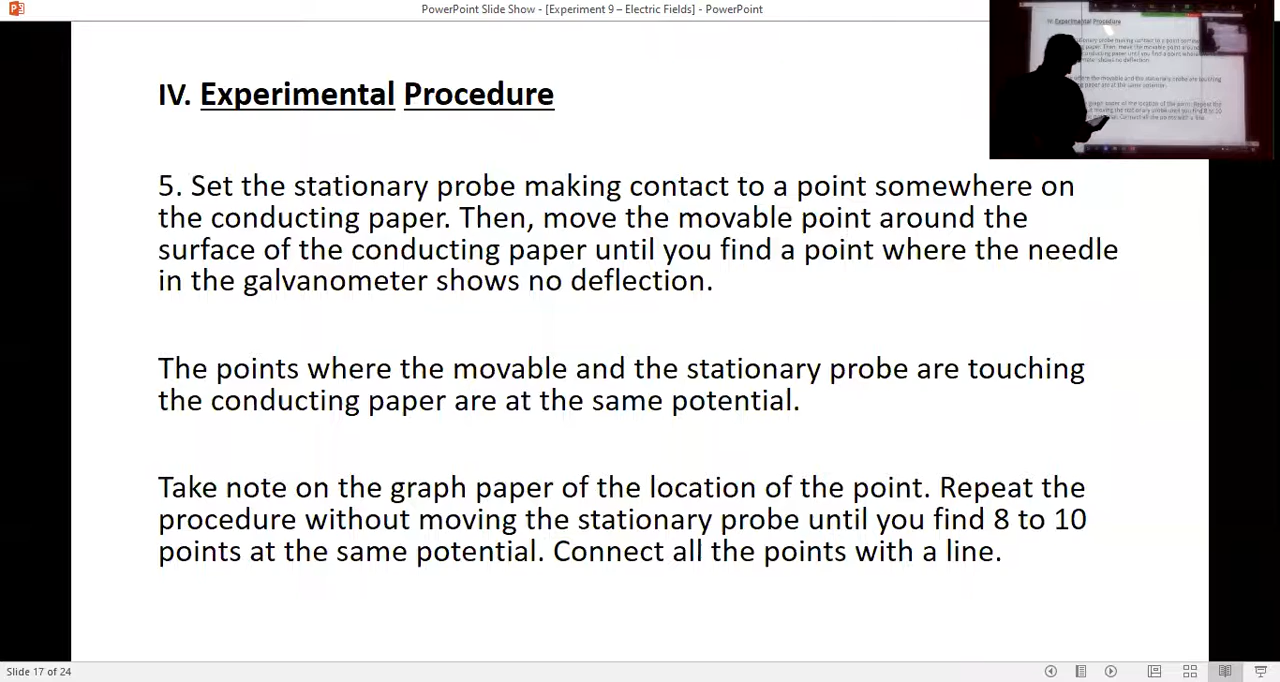 PowerPoint Slide Show - [Experiment 9 – Electric Fields] - PowerPoint
IV. Experimental Procedure
5. Set the stationary probe making contact to a point somewhere on
the conducting paper. Then, move the movable point around the
surface of the conducting paper until you find a point where the needle
in the galvanometer shows no deflection.
The points where the movable and the stationary probe are touching
the conducting paper are at the same potential.
Take note on the graph paper of the location of the point. Repeat the
procedure without moving the stationary probe until you find 8 to 10
points at the same potential. Connect all the points with a line.
Slide 17 of 24
IV. Experimental Procedure